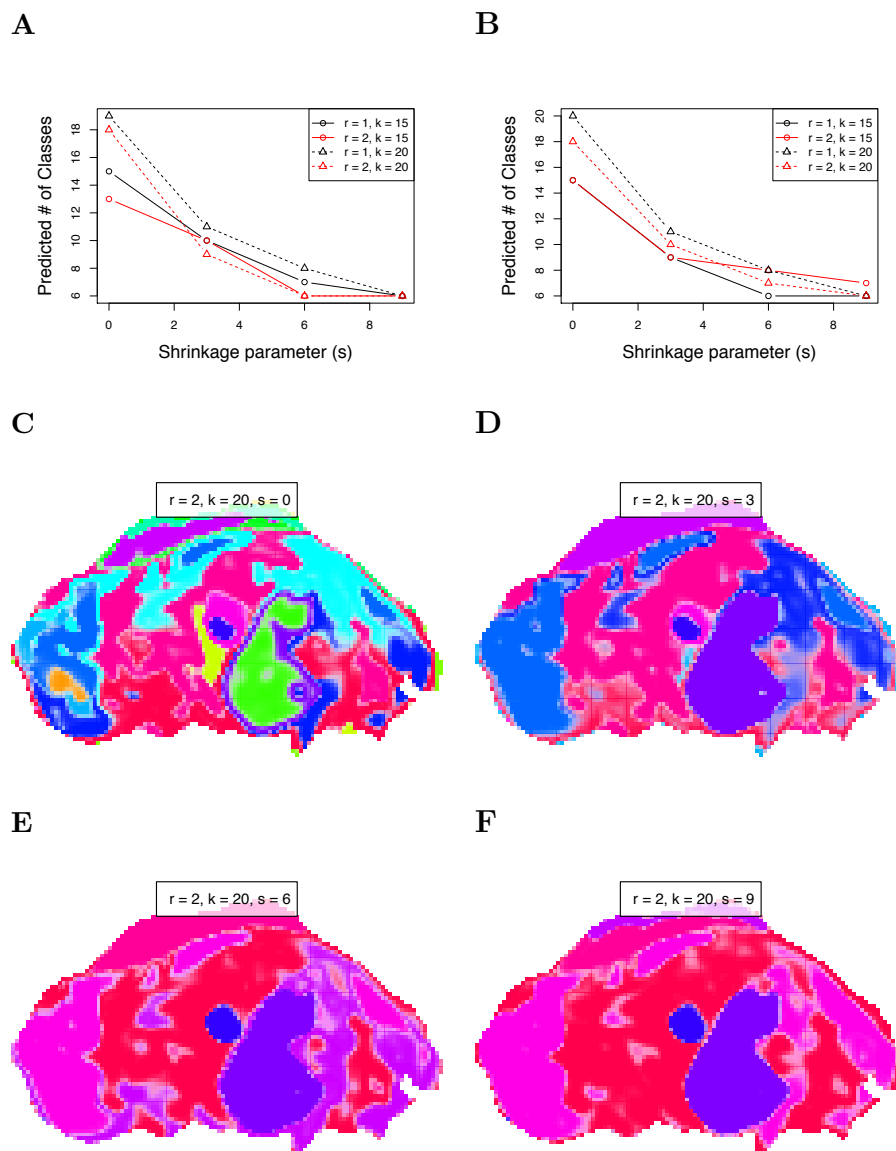 A
B
Predicted # of Classes
6
8
10
12
14
16
18
0
2
4
6
8
Shrinkage parameter (s)
r = 1, k = 15
r = 2, k = 15
r = 1, k = 20
r = 2, k = 20
Predicted # of Classes
6
8
10
12
14
16
18
20
0
2
4
6
8
Shrinkage parameter (s)
r = 1, k = 15
r = 2, k = 15
r = 1, k = 20
r = 2, k = 20
C
D
r = 2, k = 20, s = 0
r = 2, k = 20, s = 3
E
F
r = 2, k = 20, s = 6
r = 2, k = 20, s = 9